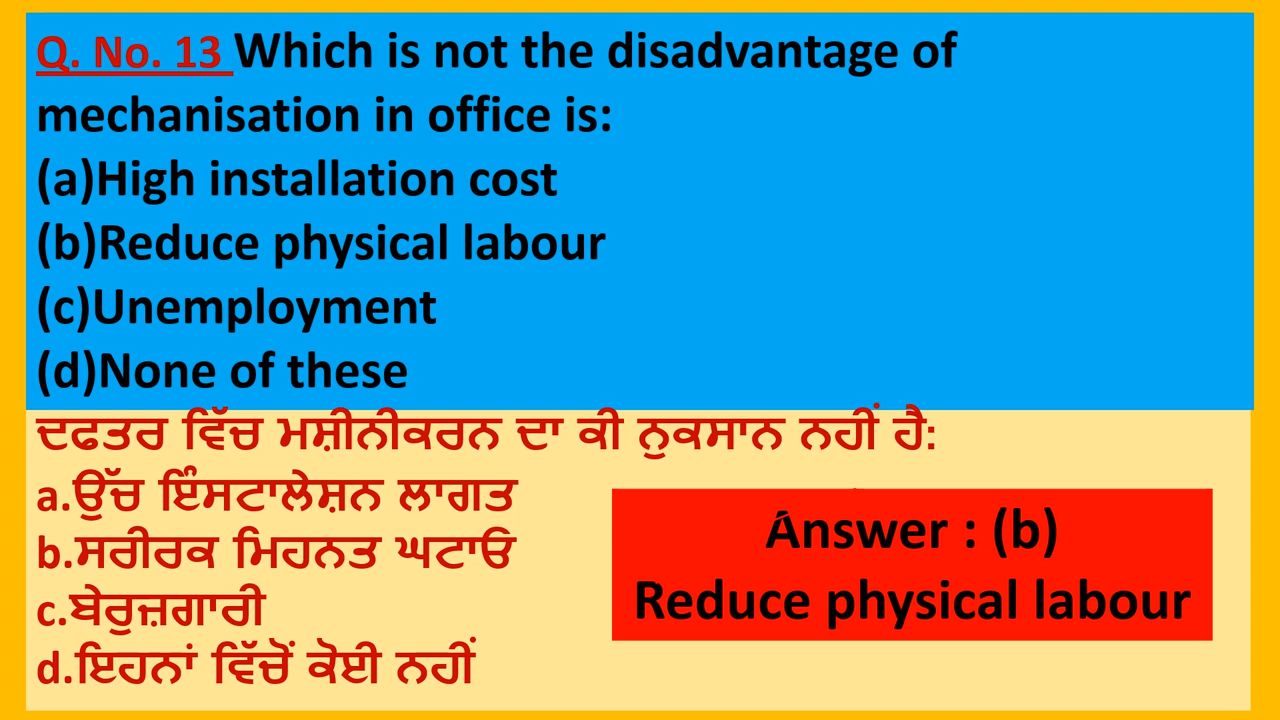 Q. No. 13 Which is not the disadvantage of
mechanisation in office is:
(a)High installation cost
(b)Reduce physical labour
(c)Unemployment
(d)None of these
ਦਫਤਰ ਵਿੱਚ ਮਸ਼ੀਨੀਕਰਨ ਦਾ ਕੀ ਨੁਕਸਾਨ ਨਹੀਂ ਹੈ:
a.ਉੱਚ ਇੰਸਟਾਲੇਸ਼ਨ ਲਾਗਤ
b.ਸਰੀਰਕ ਮਿਹਨਤ ਘਟਾਓ
c.ਬੇਰੁਜ਼ਗਾਰੀ
d.ਇਹਨਾਂ ਵਿੱਚੋਂ ਕੋਈ ਨਹੀਂ
Answer : (b)
Reduce physical labour